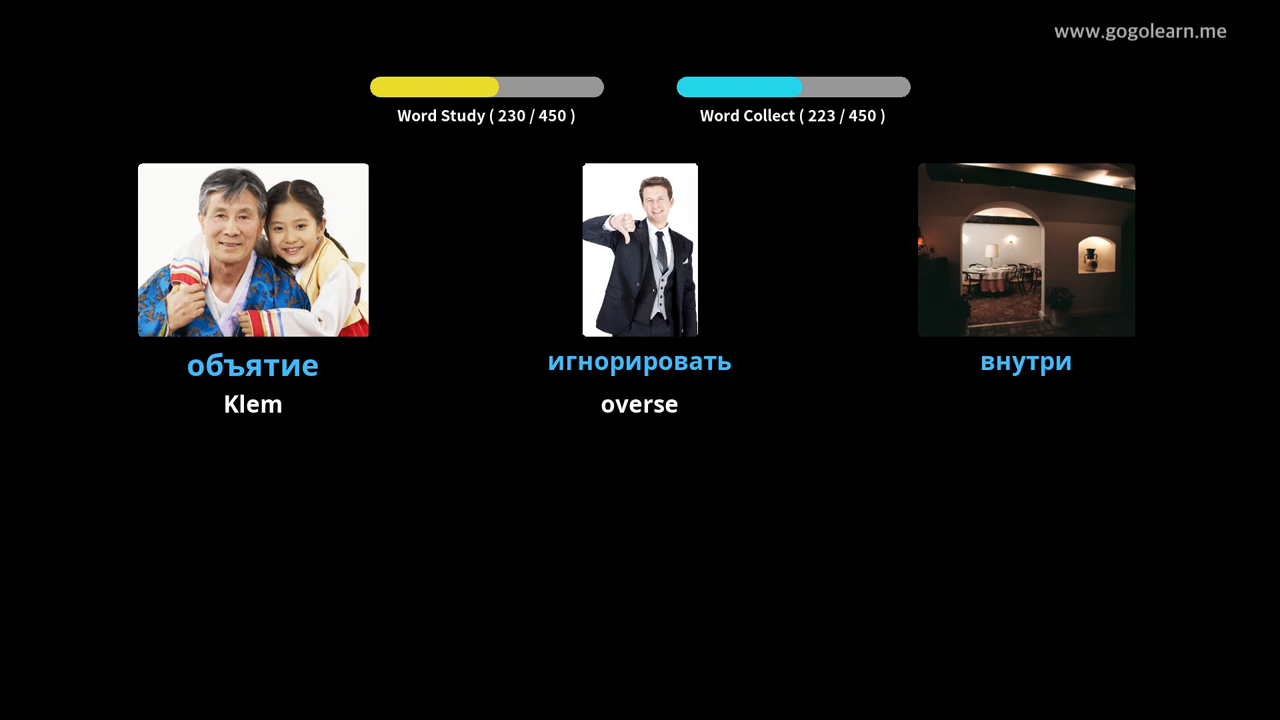 www.gogolearn.me
Word Study ( 230 / 450 )
Word Collect ( 223 / 450 )
объятие
игнорировать
внутри
Klem
overse